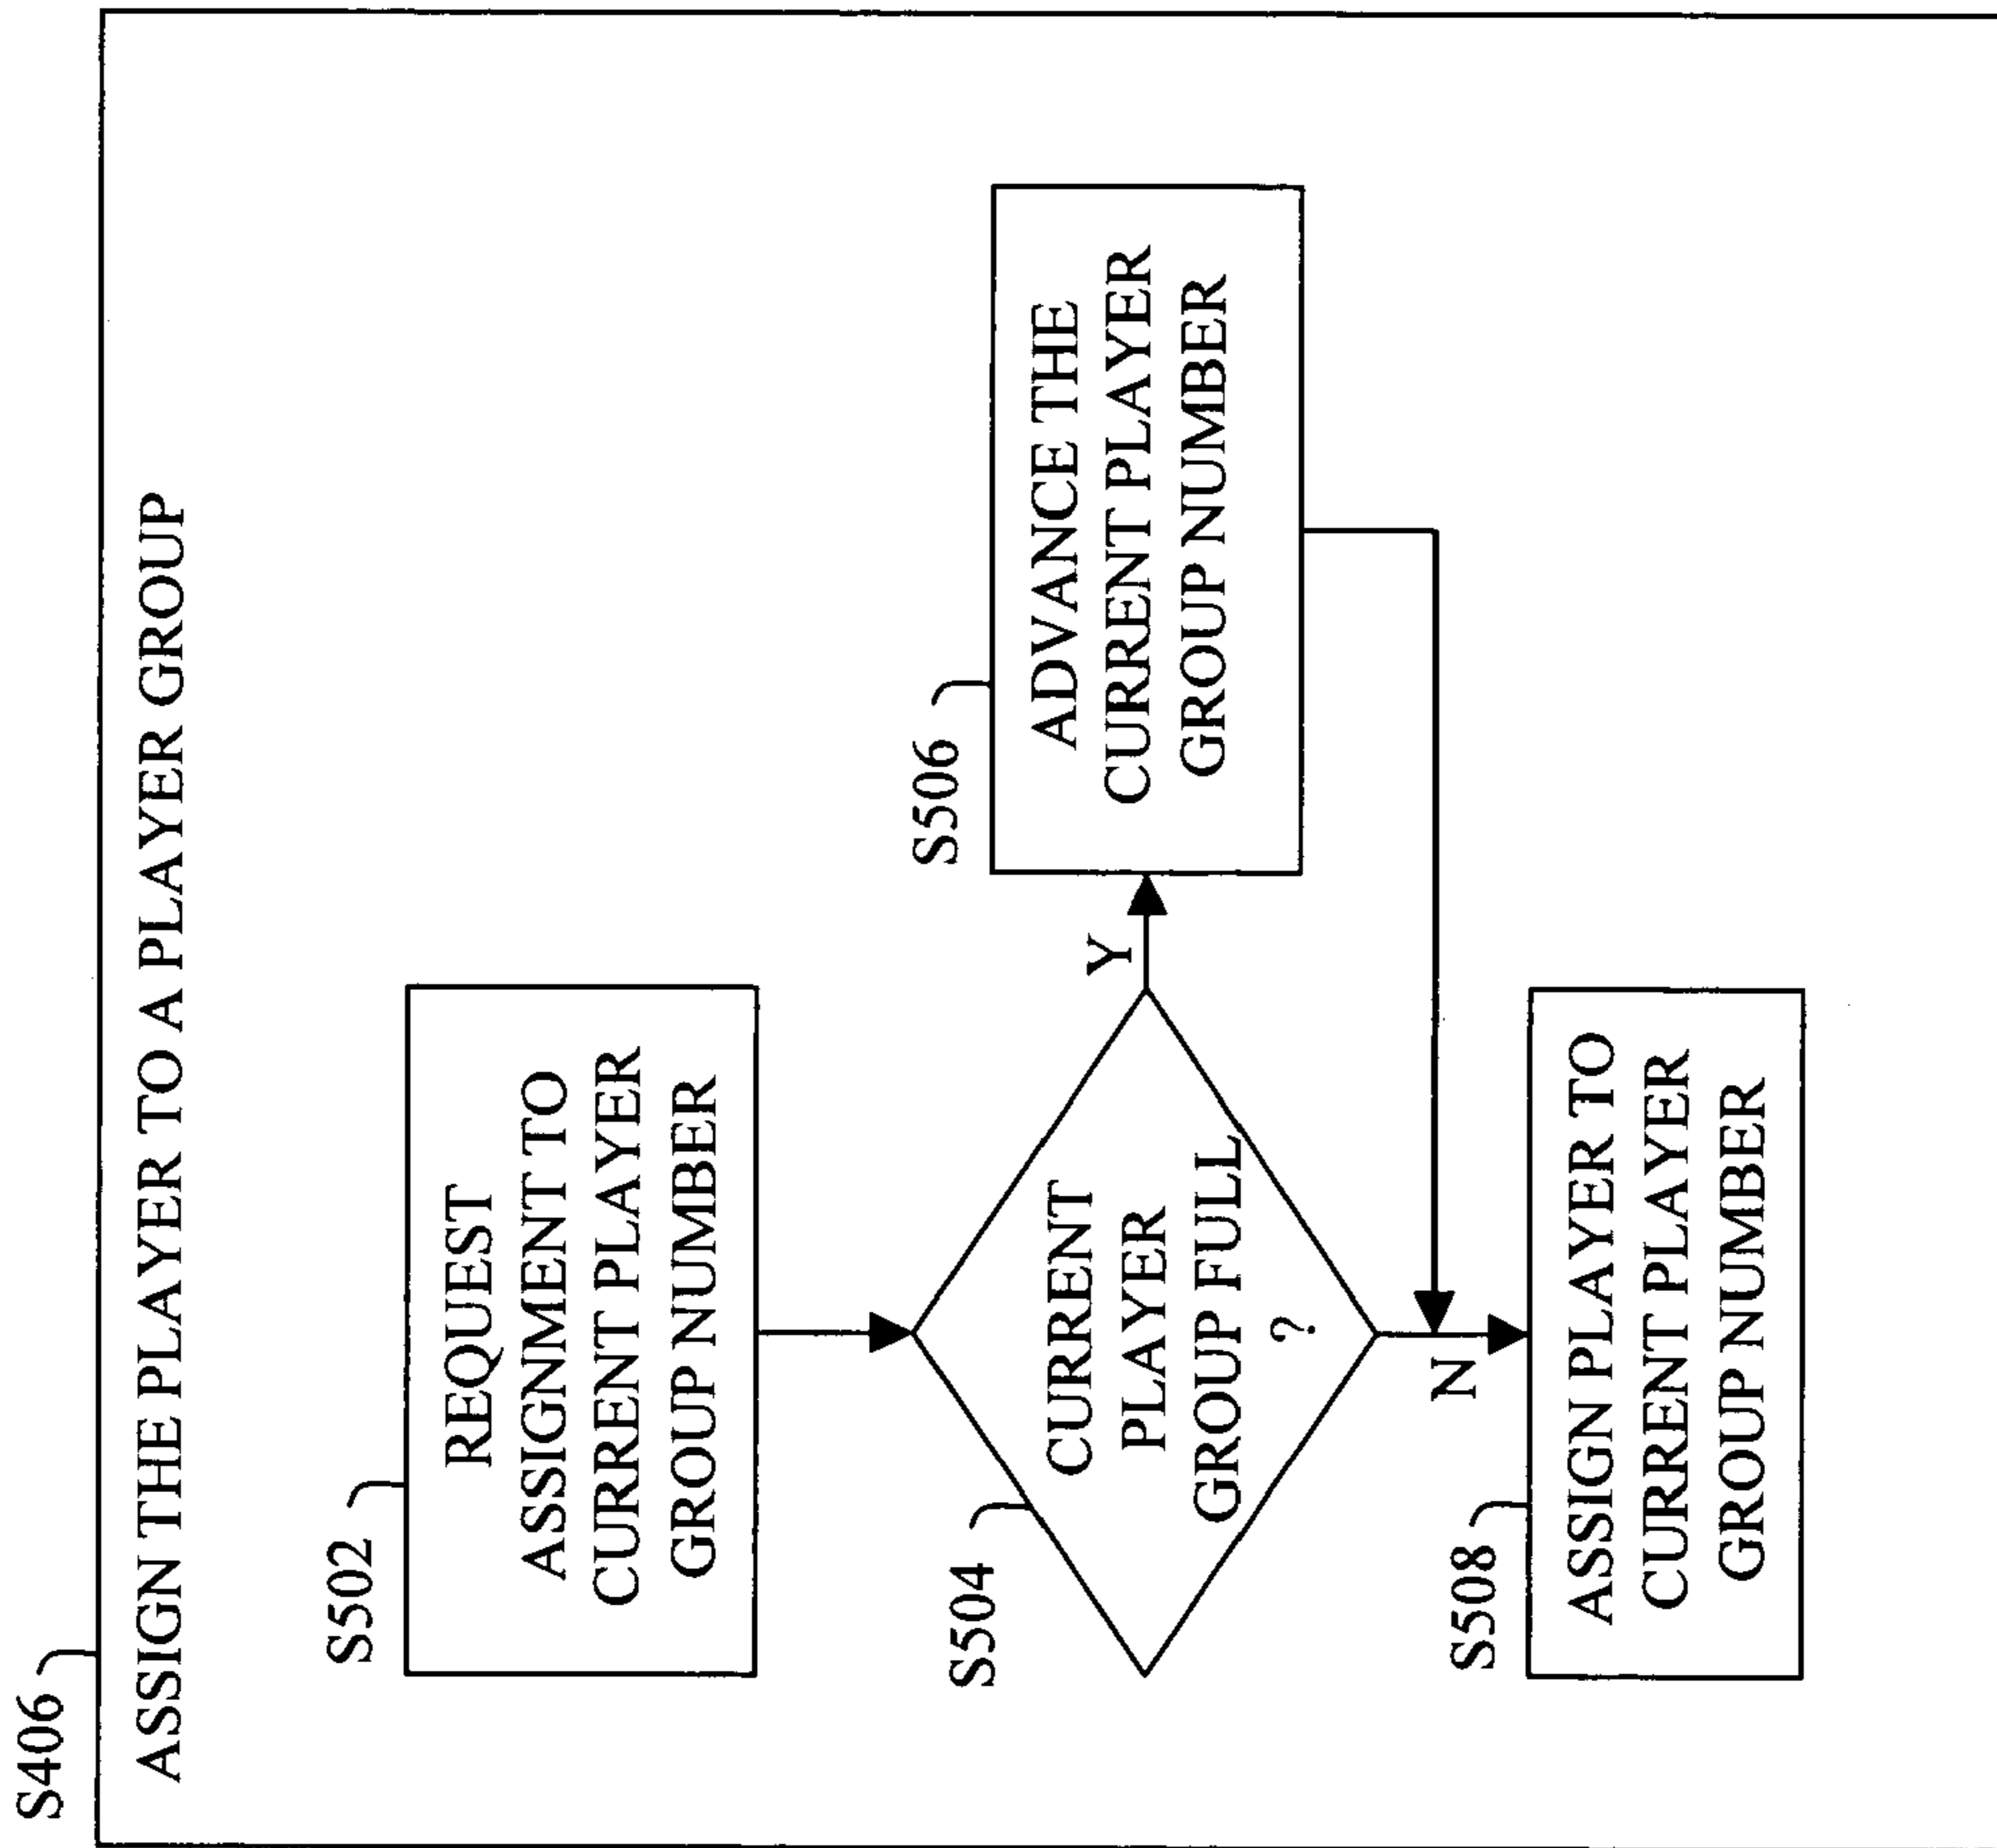 S406
ASSIGN THE PLAYER TO A PLAYER GROUP
S502
REQUEST
ASSIGNMENT TO
CURRENT PLAYER
GROUP NUMBER
S504
CURRENT
PLAYER
GROUP FULL
?
Y
S506
ADVANCE THE
CURRENT PLAYER
GROUP NUMBER
N
S508
ASSIGN PLAYER TO
CURRENT PLAYER
GROUP NUMBER